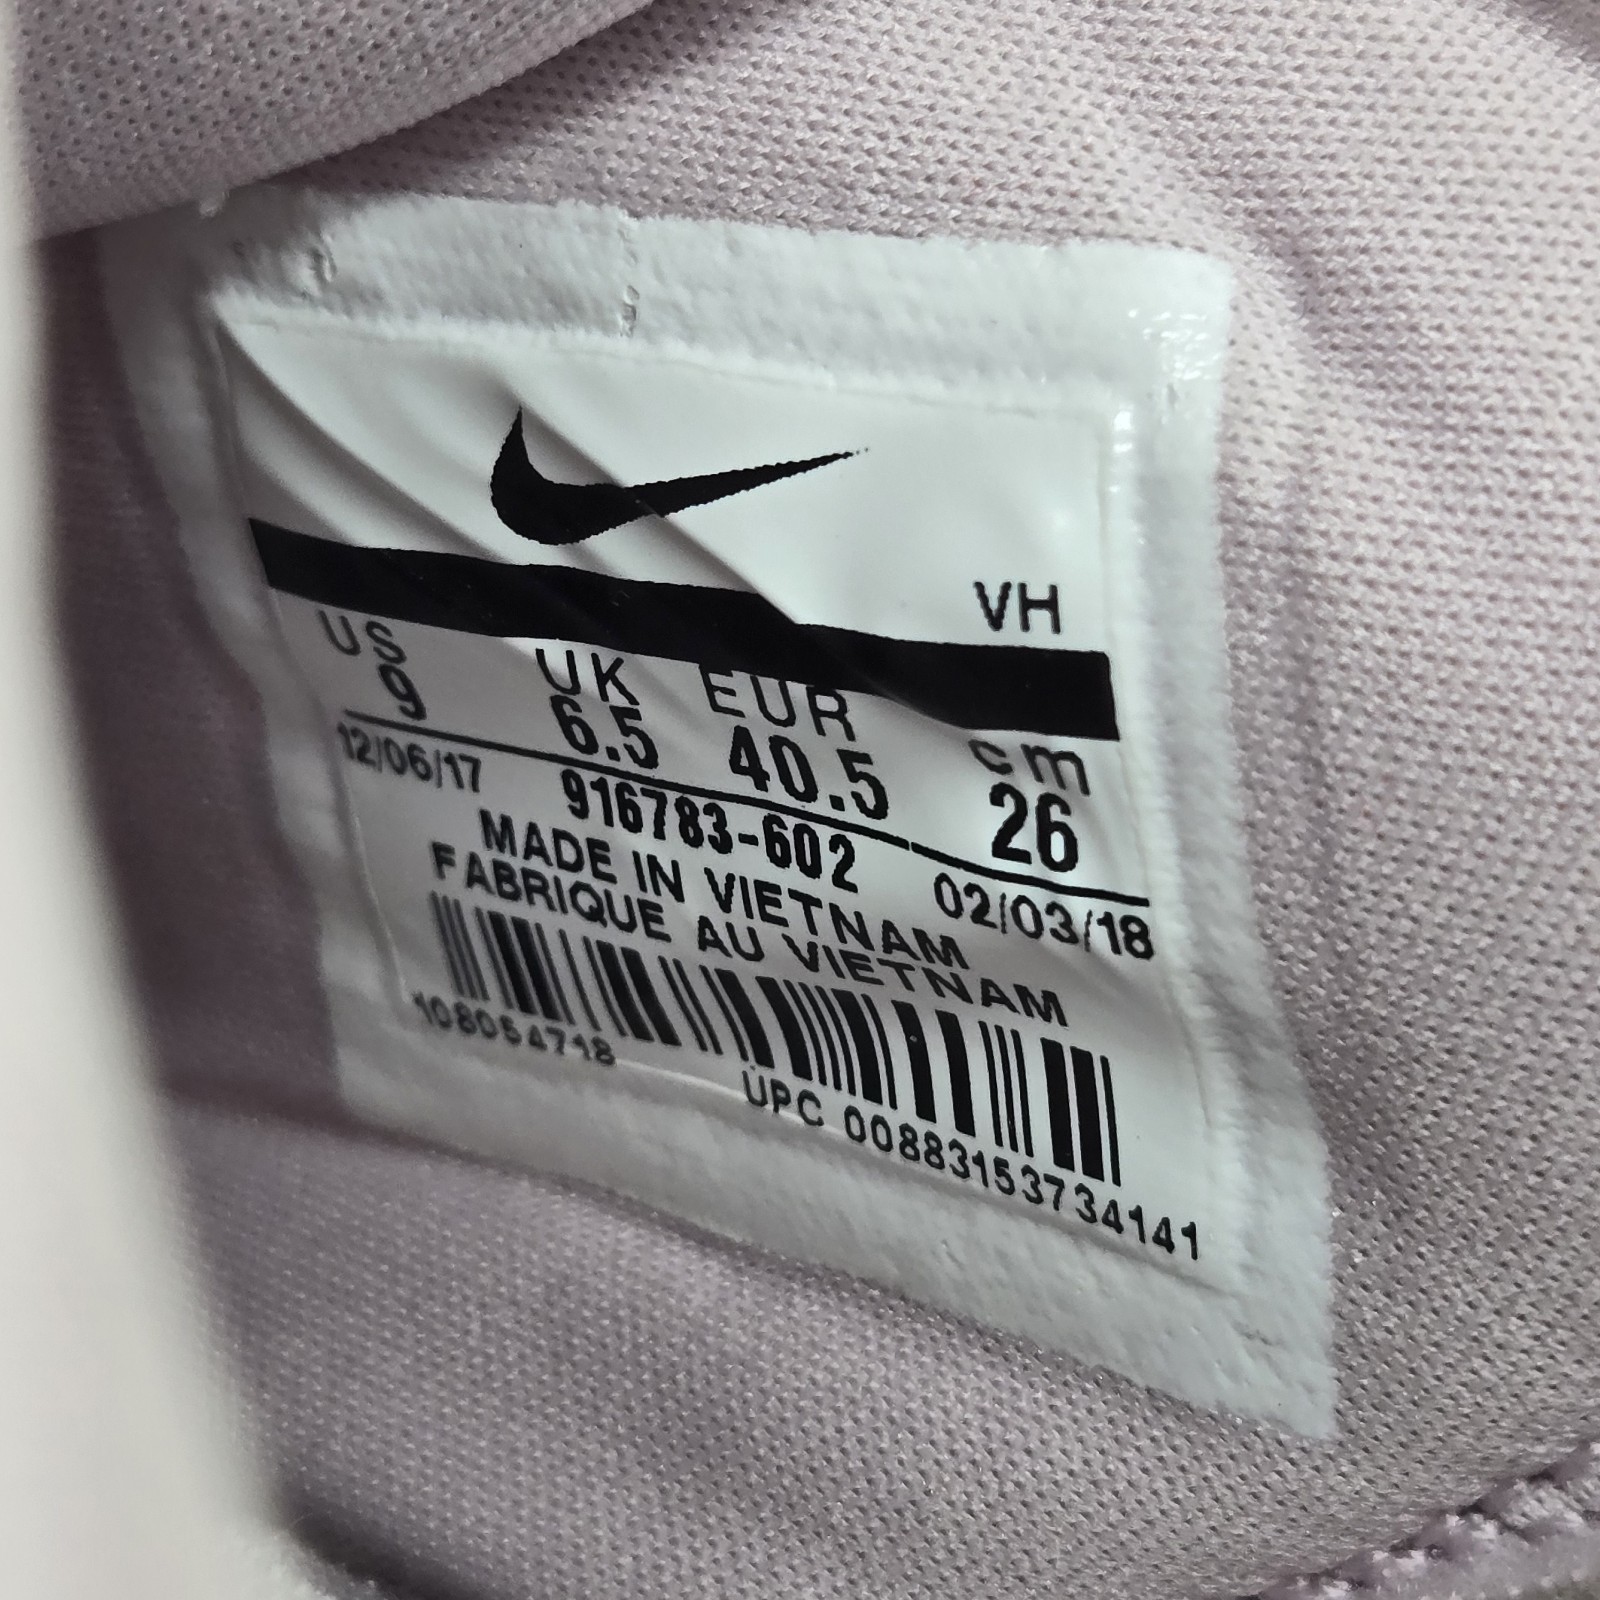 VH
US UK EUR cm
9 6.5 40.5 26
12/06/17 916783-602 02/03/18
MADE IN VIETNAM
FABRIQUE AU VIETNAM
108054718
UPC 00883153734141